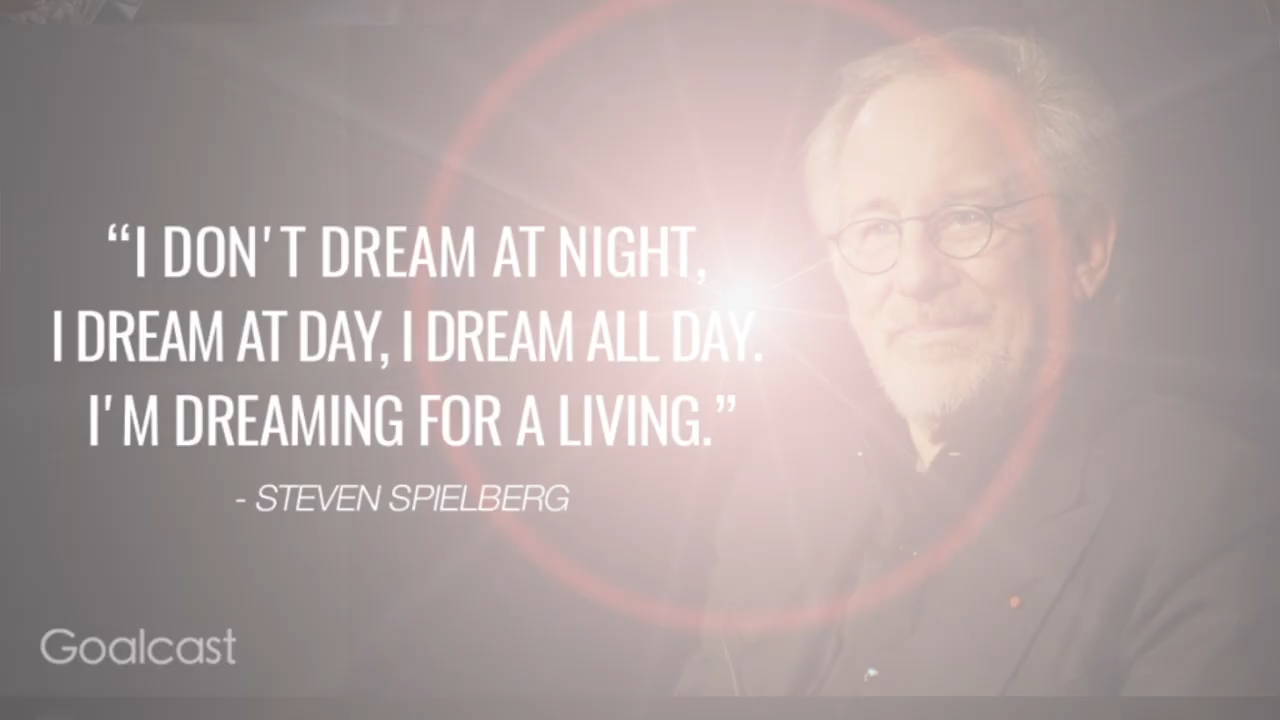 “I DON'T DREAM AT NIGHT,
I DREAM AT DAY, I DREAM ALL DAY.
I'M DREAMING FOR A LIVING.”
- STEVEN SPIELBERG
Goalcast